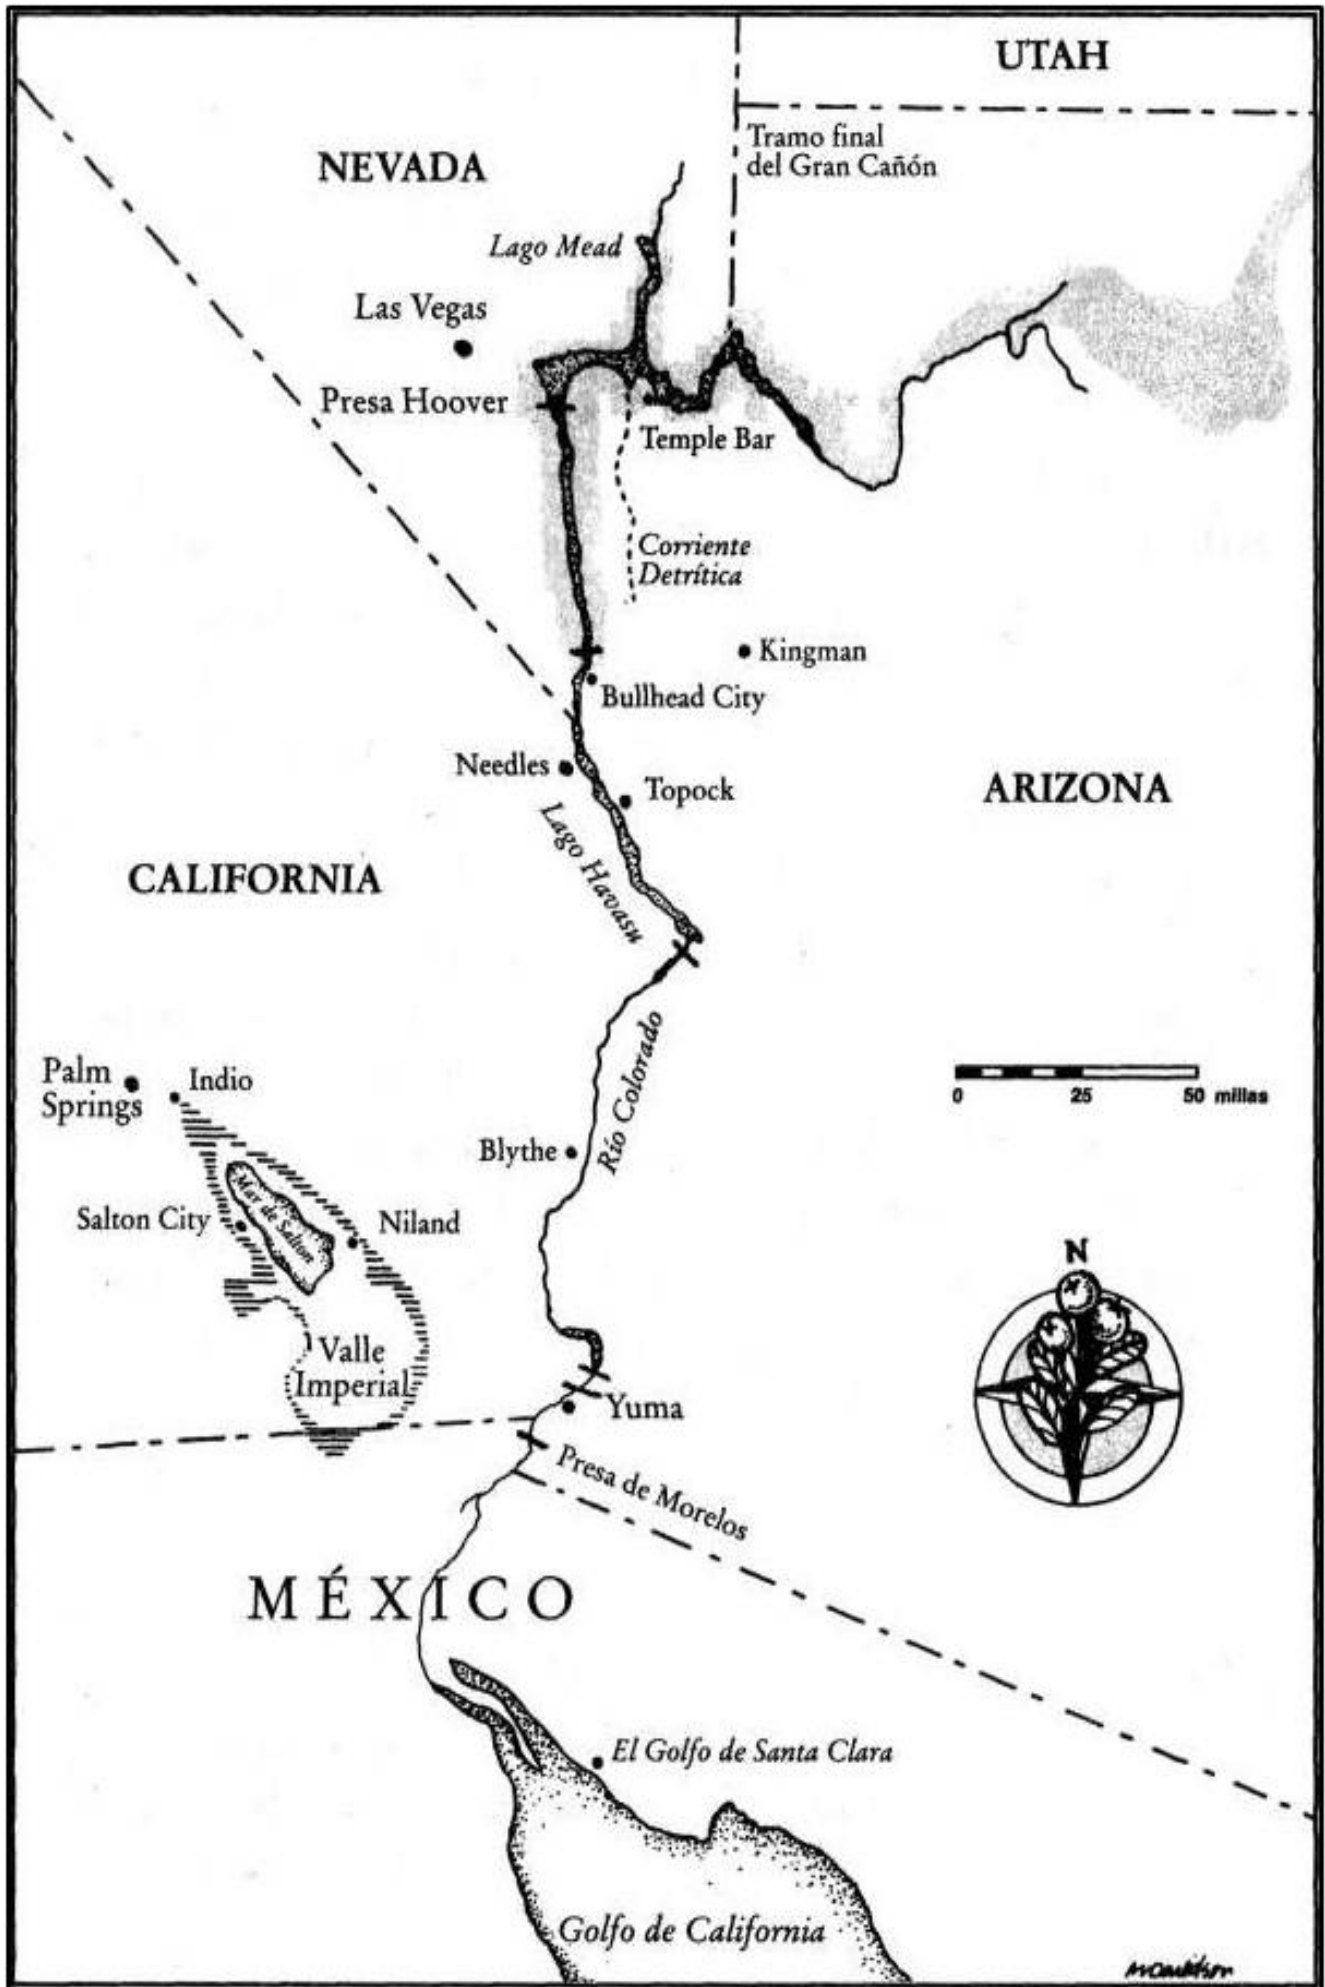 UTAH
Tramo final
del Gran Cañón
NEVADA
Lago Mead
Las Vegas
Presa Hoover
Temple Bar
Corriente
Detrítica
Kingman
Bullhead City
Needles
Topock
ARIZONA
Lago Havasu
CALIFORNIA
Río Colorado
Palm
Springs
Indio
0 25 50 millas
Blythe
Salton City
Mar de Salton
Niland
N
Valle
Imperial
Yuma
Presa de Morelos
MÉXICO
El Golfo de Santa Clara
Golfo de California